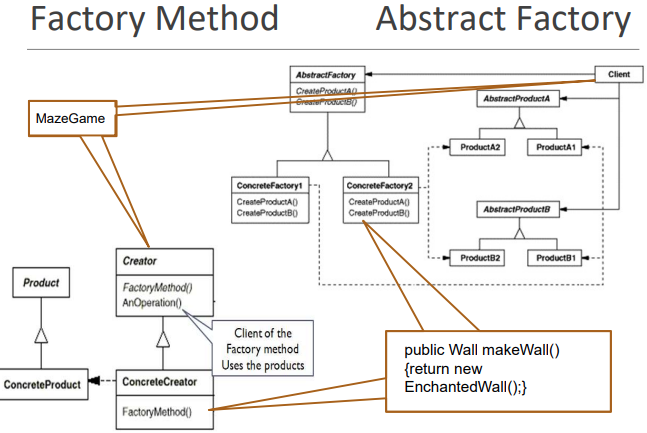 Factory Method
Abstract Factory
AbstractFactory
CreateProductA()
CreateProductB()
Client
MazeGame
AbstractProductA
ProductA2
ProductA1
ConcreteFactory1
CreateProductA()
CreateProductB()
ConcreteFactory2
CreateProductA()
CreateProductB()
AbstractProductB
ProductB2
ProductB1
Creator
FactoryMethod()
AnOperation()
Product
Client of the
Factory method
Uses the products
public Wall makeWall()
{return new
EnchantedWall();}
ConcreteProduct
ConcreteCreator
FactoryMethod()